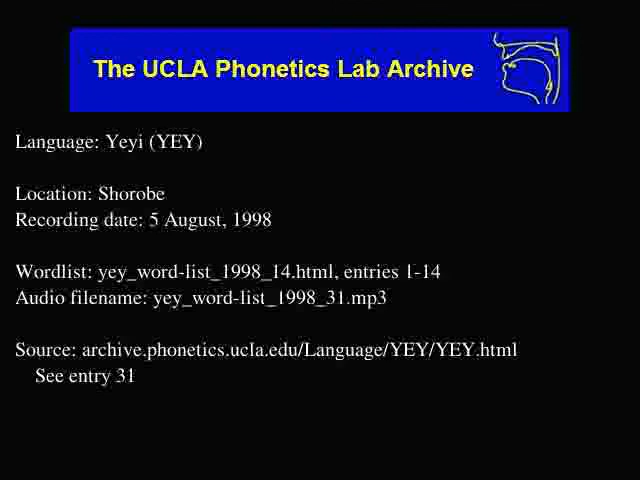 The UCLA Phonetics Lab Archive
Language: Yeyi (YEY)
Location: Shorobe
Recording date: 5 August, 1998
Wordlist: yey_word-list_1998_14.html, entries 1-14
Audio filename: yey_word-list_1998_31.mp3
Source: archive.phonetics.ucla.edu/Language/YEY/YEY.html
See entry 31